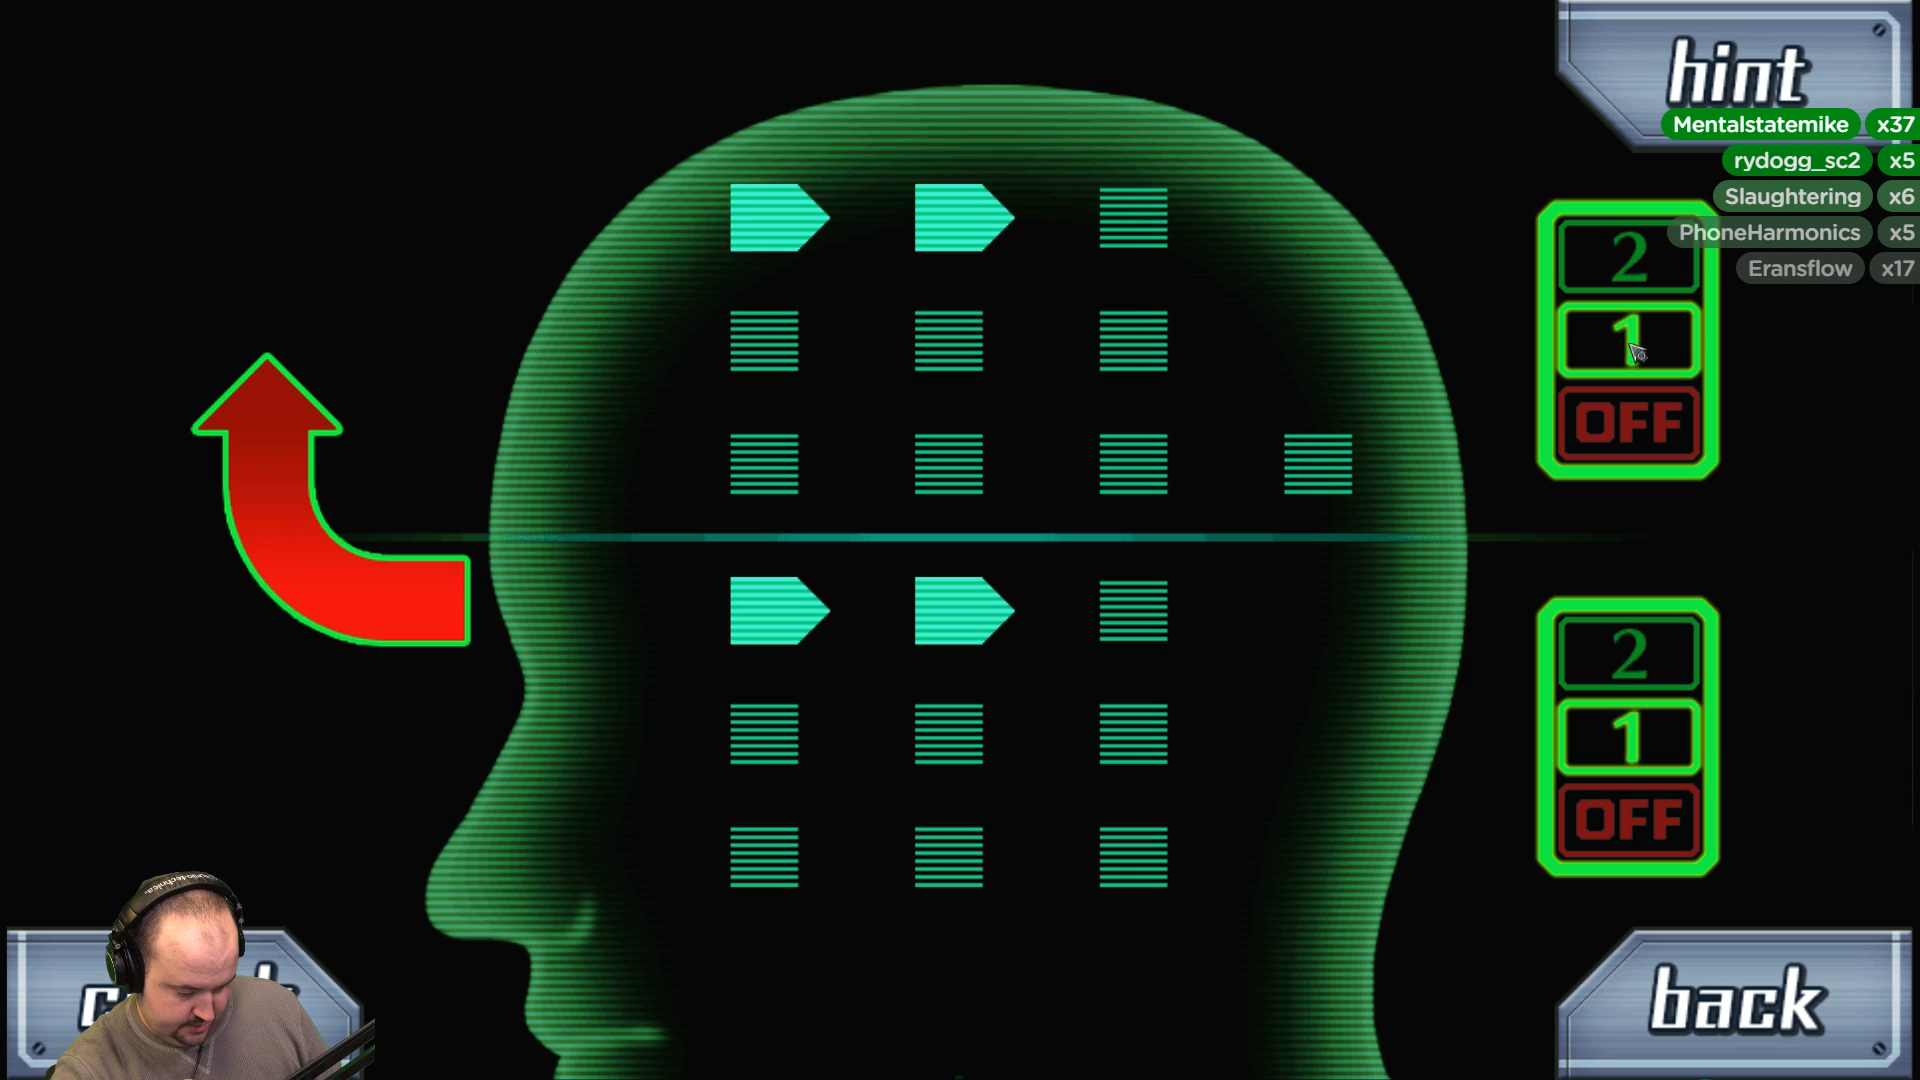 hint
Mentalstatemike x37
rydogg_sc2 x5
Slaughtering x6
PhoneHarmonics x5
Eransflow x17
2
1
OFF
2
1
OFF
back